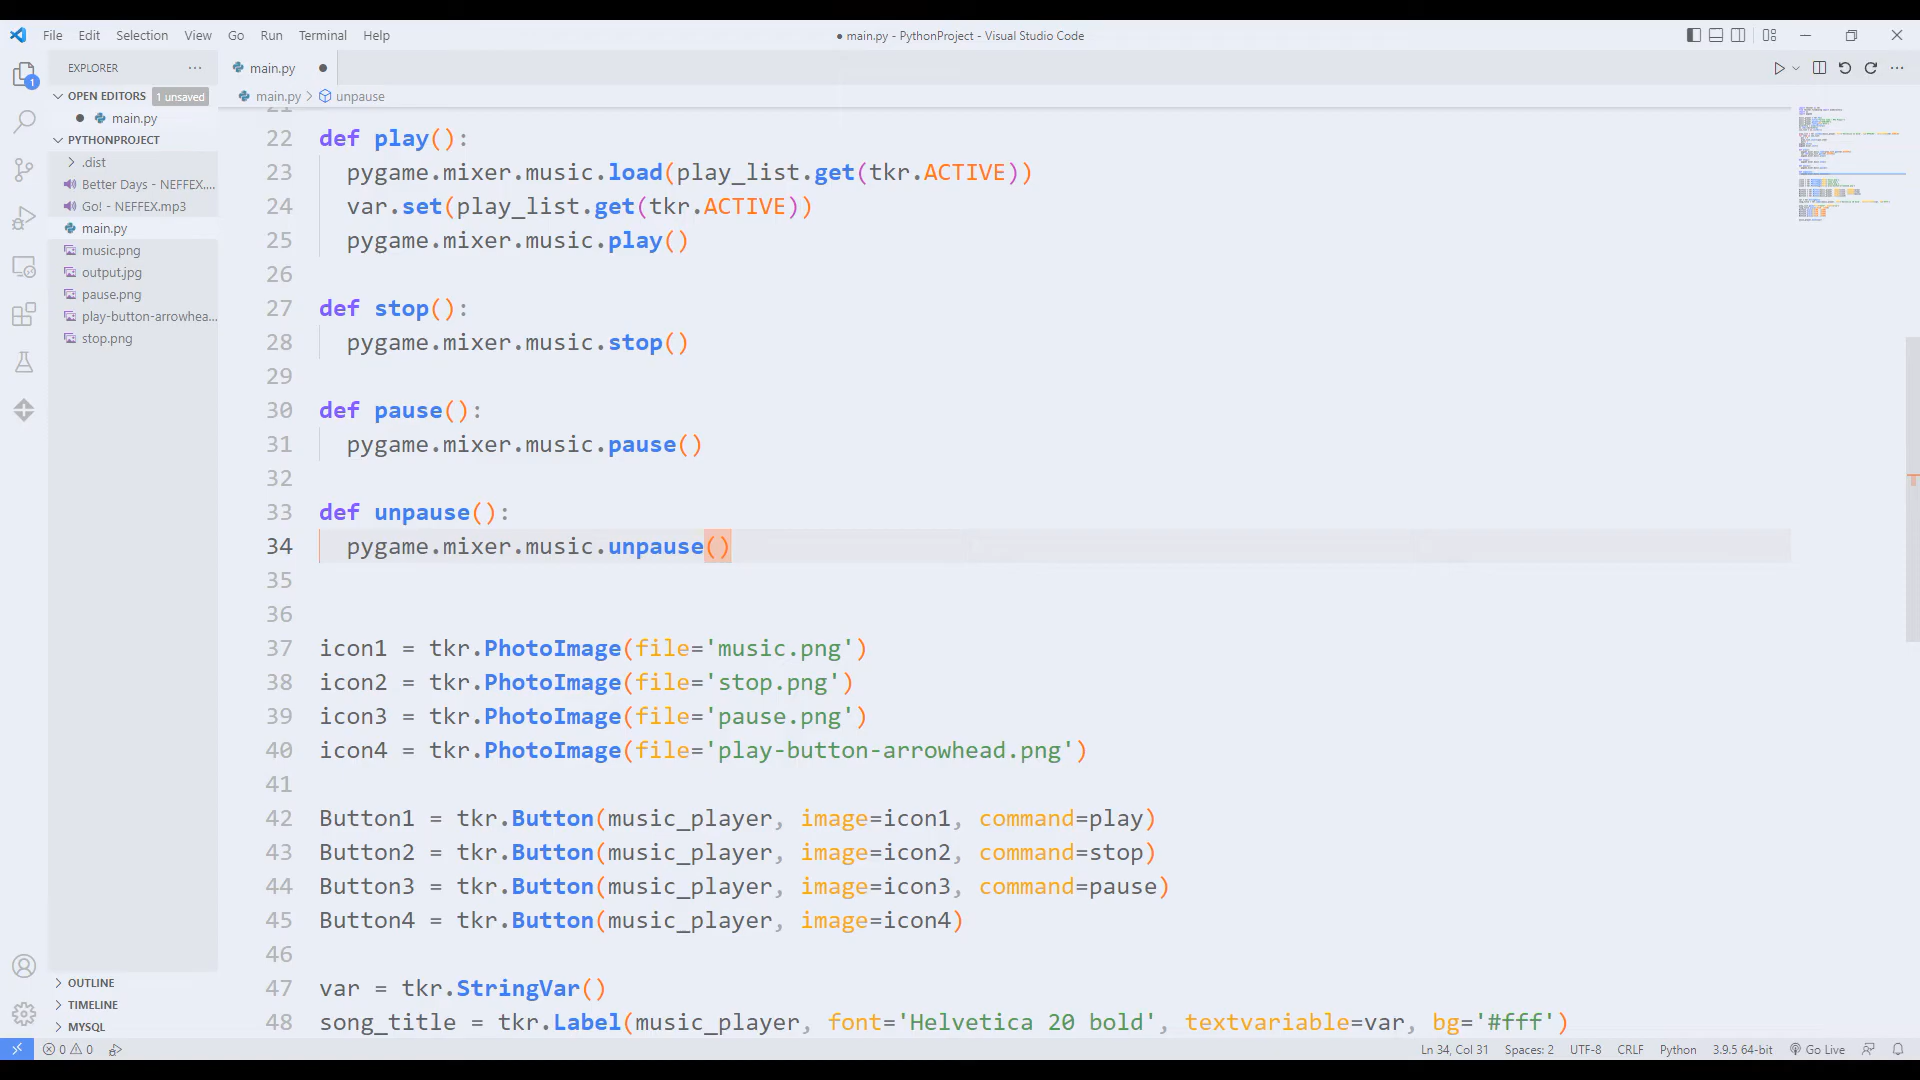 File Edit Selection View Go Run Terminal Help
● main.py - PythonProject - Visual Studio Code
EXPLORER
main.py
OPEN EDITORS 1 unsaved
main.py > unpause
main.py
PYTHONPROJECT
.dist
Better Days - NEFFEX....
Go! - NEFFEX.mp3
main.py
music.png
output.jpg
pause.png
play-button-arrowhea...
stop.png
OUTLINE
TIMELINE
MYSQL
22 def play():
23 pygame.mixer.music.load(play_list.get(tkr.ACTIVE))
24 var.set(play_list.get(tkr.ACTIVE))
25 pygame.mixer.music.play()
26
27 def stop():
28 pygame.mixer.music.stop()
29
30 def pause():
31 pygame.mixer.music.pause()
32
33 def unpause():
34 pygame.mixer.music.unpause()
35
36
37 icon1 = tkr.PhotoImage(file='music.png')
38 icon2 = tkr.PhotoImage(file='stop.png')
39 icon3 = tkr.PhotoImage(file='pause.png')
40 icon4 = tkr.PhotoImage(file='play-button-arrowhead.png')
41
42 Button1 = tkr.Button(music_player, image=icon1, command=play)
43 Button2 = tkr.Button(music_player, image=icon2, command=stop)
44 Button3 = tkr.Button(music_player, image=icon3, command=pause)
45 Button4 = tkr.Button(music_player, image=icon4)
46
47 var = tkr.StringVar()
48 song_title = tkr.Label(music_player, font='Helvetica 20 bold', textvariable=var, bg='#fff')
0 0 Ln 34, Col 31 Spaces: 2 UTF-8 CRLF Python 3.9.5 64-bit Go Live